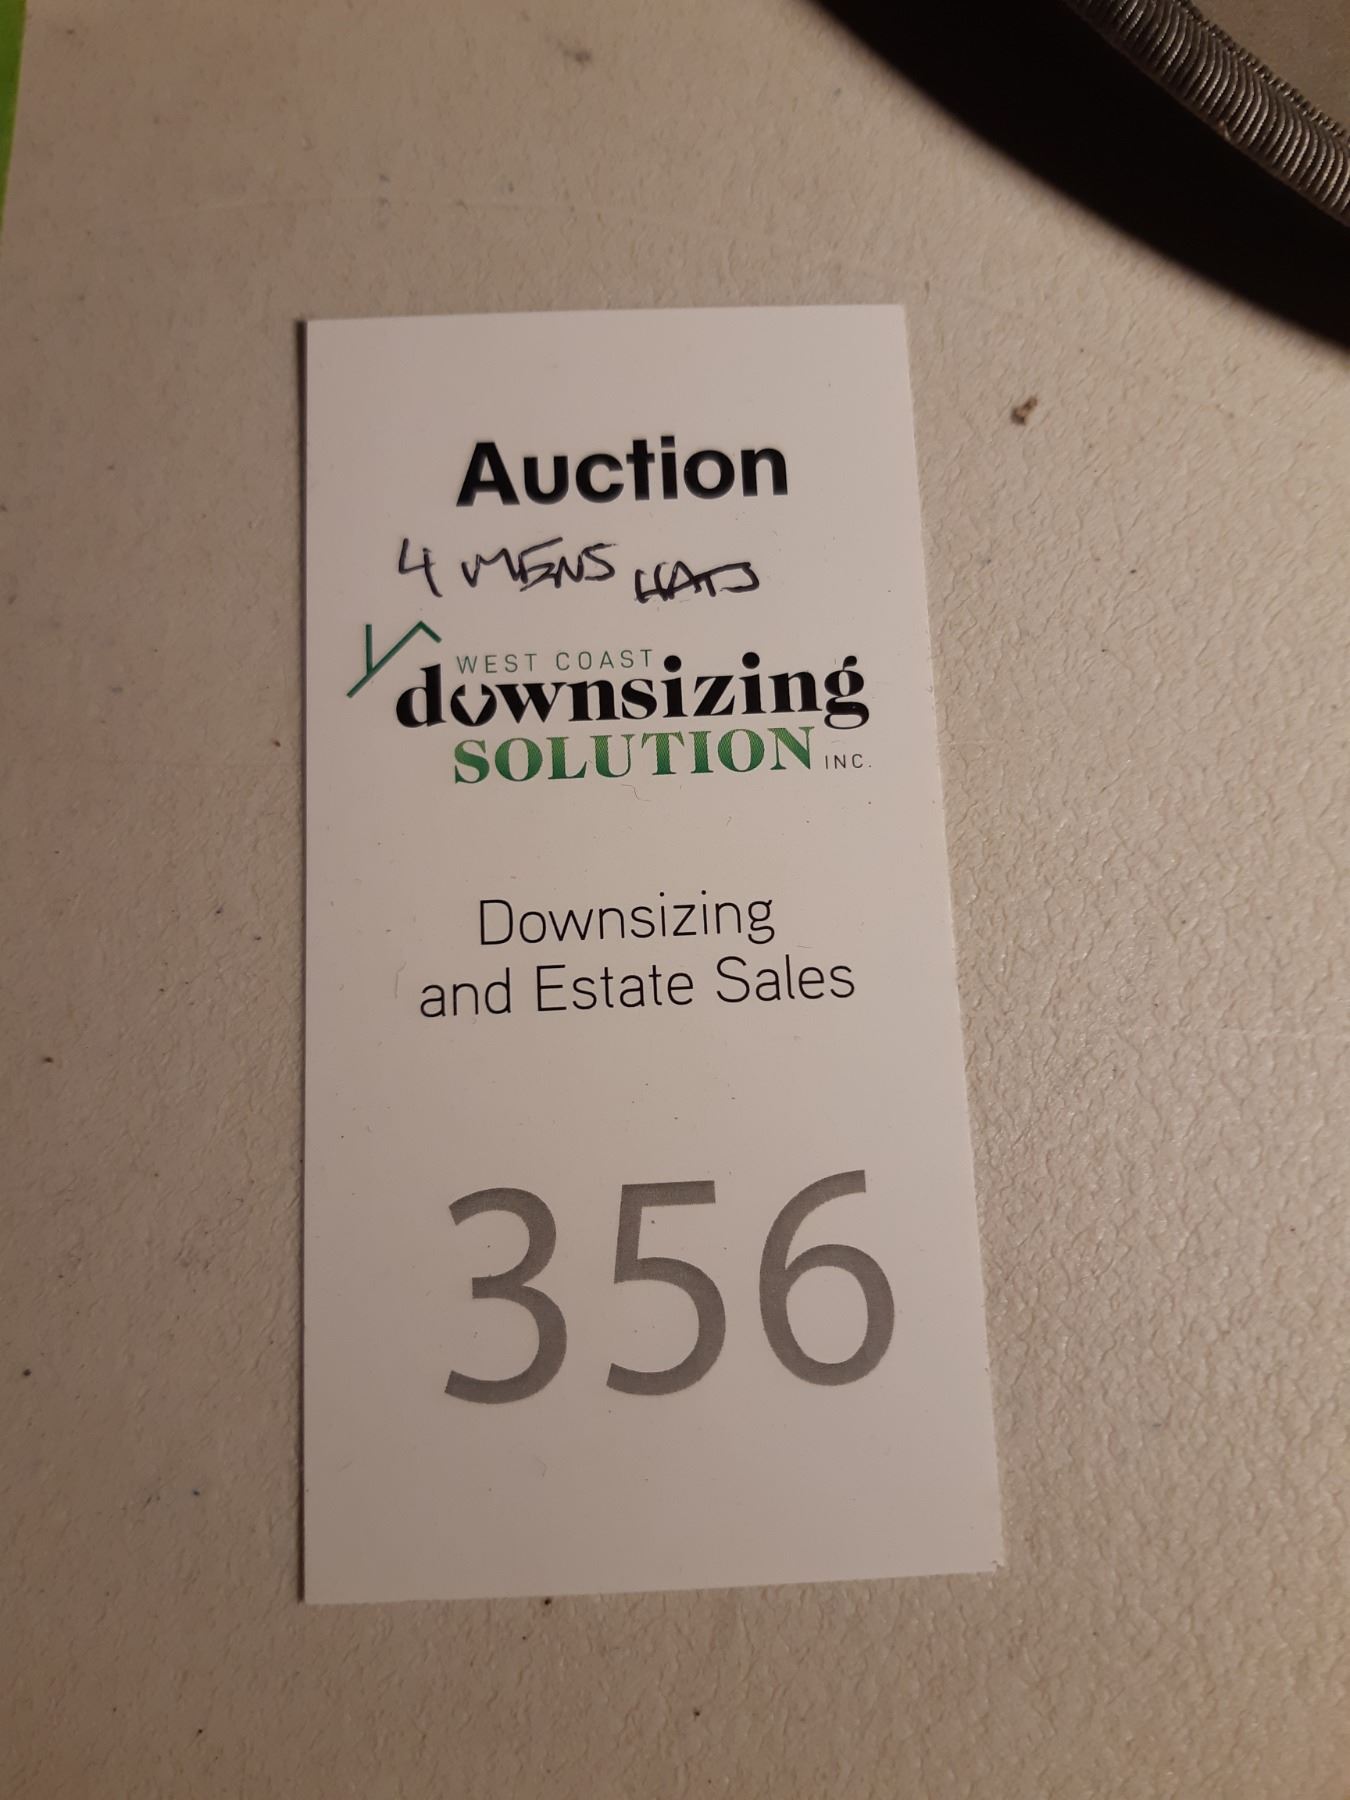 Auction
4 MENS HATS
WEST COAST
downsizing
SOLUTION INC.
Downsizing
and Estate Sales
356